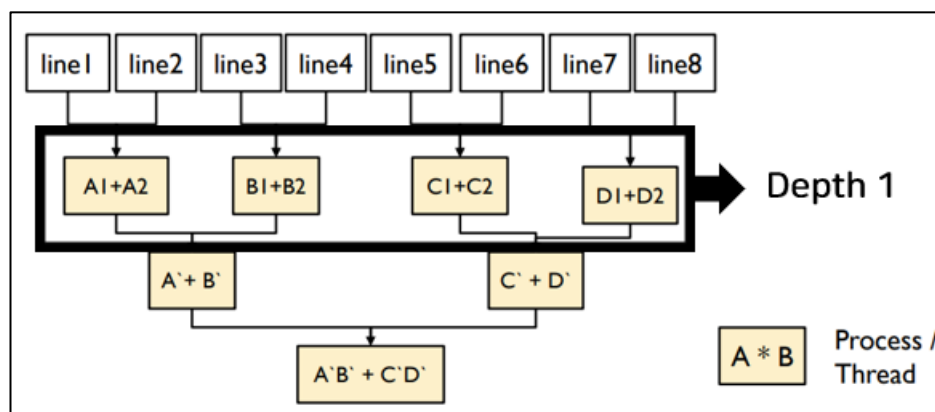 line1 line2 line3 line4 line5 line6 line7 line8
A1+A2 B1+B2 C1+C2 D1+D2
Depth 1
A`+ B` C` + D`
A`B` + C`D`
A * B
Process /
Thread